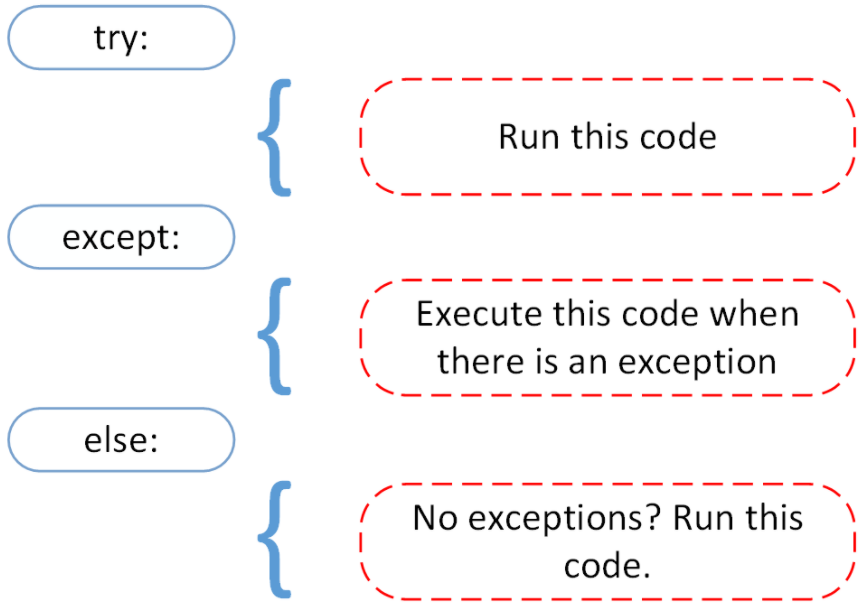 try:
Run this code
except:
Execute this code when
there is an exception
else:
No exceptions? Run this
code.